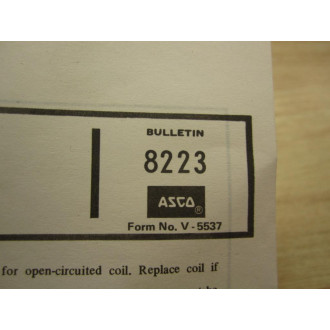 BULLETIN
8223
ASCO®
Form No. V-5537
for open-circuited coil. Replace coil if